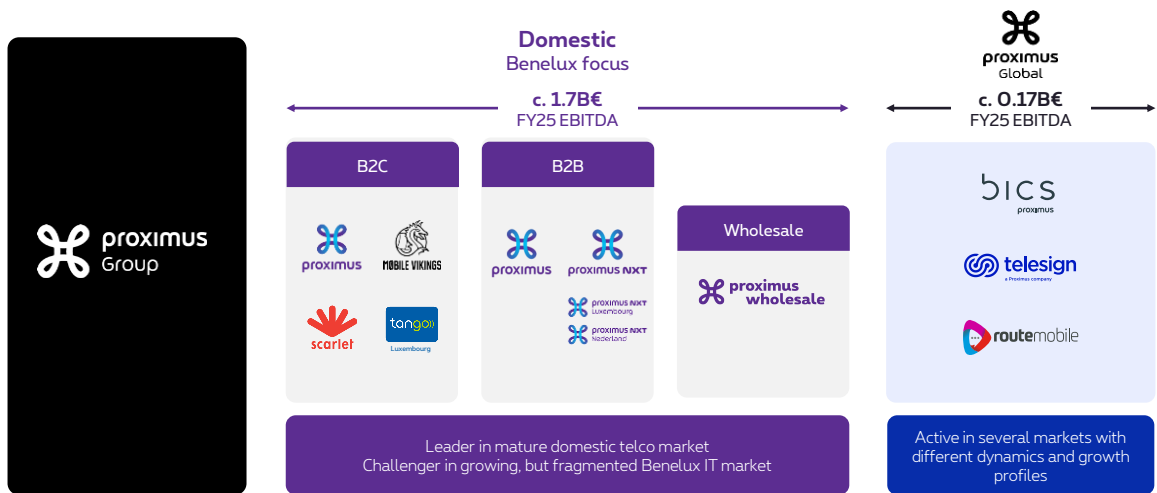 proximus
Group
Domestic
Benelux focus
c. 1.7B€
FY25 EBITDA
B2C
proximus
MØBILE VIKINGS
scarlet
tango
Luxembourg
B2B
proximus
proximus NXT
proximus NXT
Luxembourg
proximus NXT
Nederland
Wholesale
proximus
wholesale
Leader in mature domestic telco market
Challenger in growing, but fragmented Benelux IT market
proximus
Global
c. 0.17B€
FY25 EBITDA
bics
proximus
telesign
a Proximus company
routemobile
Active in several markets with
different dynamics and growth
profiles